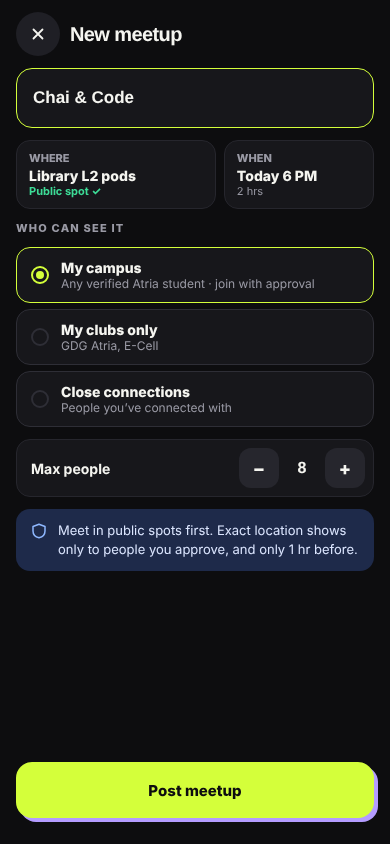 New meetup
Chai & Code
WHERE
Library L2 pods
Public spot ✓
WHEN
Today 6 PM
2 hrs
WHO CAN SEE IT
My campus
Any verified Atria student · join with approval
My clubs only
GDG Atria, E-Cell
Close connections
People you’ve connected with
Max people
− 8 +
Meet in public spots first. Exact location shows
only to people you approve, and only 1 hr before.
Post meetup